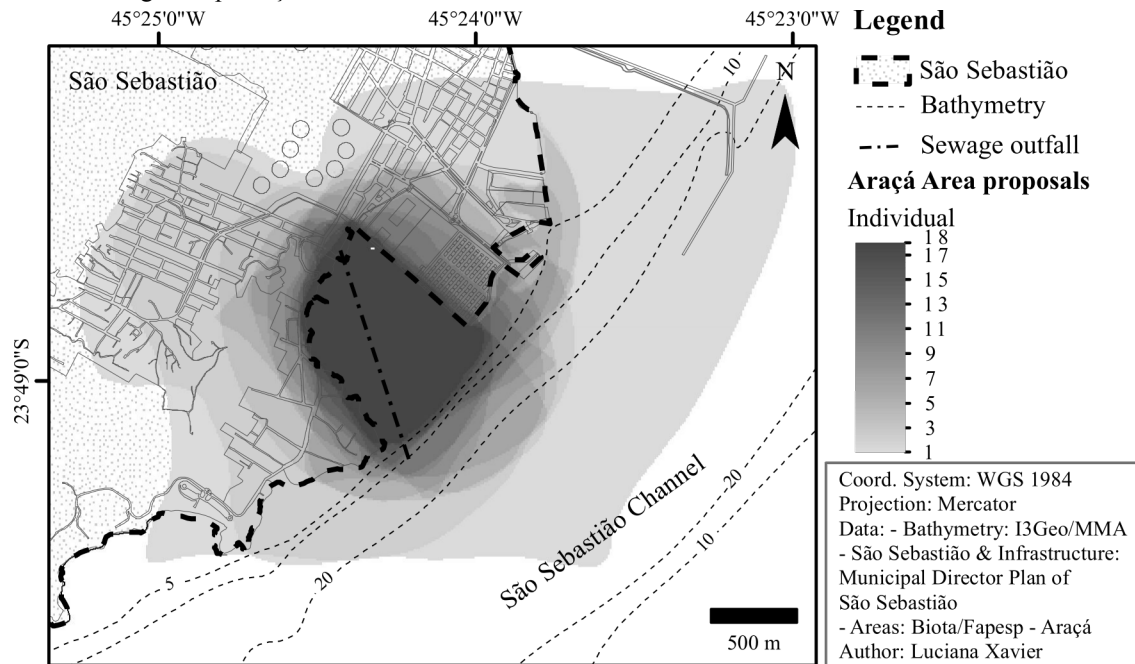 45°25'0"W
45°24'0"W
45°23'0"W
São Sebastião
10
N
23°49'0"S
São Sebastião Channel
20
10
5
20
500 m
Legend
São Sebastião
Bathymetry
Sewage outfall
Araçá Area proposals
Individual
18
17
15
13
11
9
7
5
3
1
Coord. System: WGS 1984
Projection: Mercator
Data: - Bathymetry: I3Geo/MMA
- São Sebastião & Infrastructure:
Municipal Director Plan of
São Sebastião
- Areas: Biota/Fapesp - Araçá
Author: Luciana Xavier